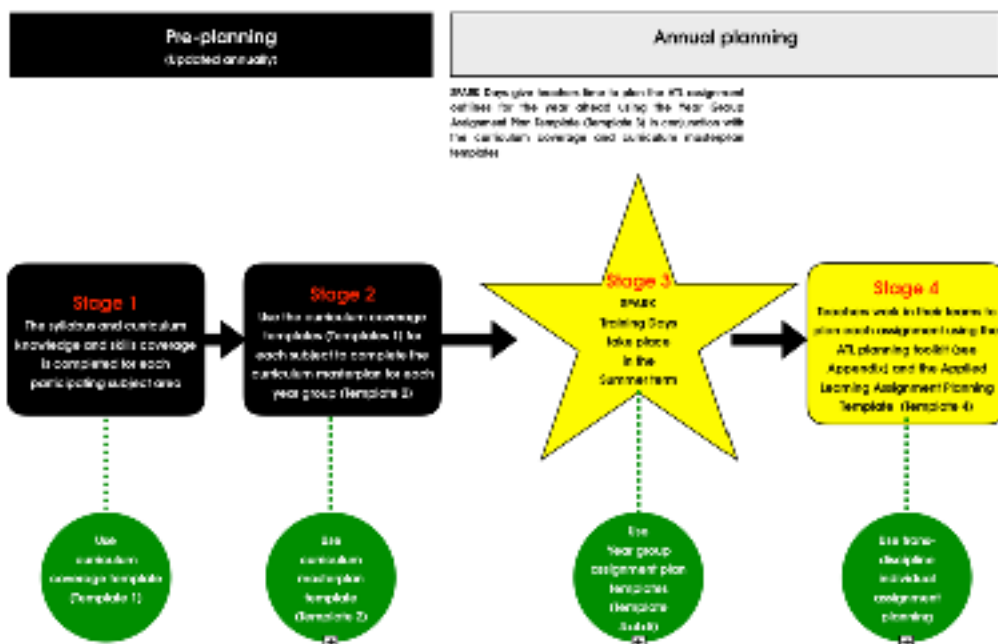 Pre-planning
(Updated annually)
Annual planning
SPARK Days give teachers time to plan the ATL assignment
outlines for the year ahead using the Year Group
Assignment Plan Template (Template 3) in conjunction with
the curriculum coverage and curriculum masterplan
templates
Stage 1
The syllabus and curriculum
knowledge and skills coverage
is completed for each
participating subject area
Stage 2
Use the curriculum coverage
templates (Templates 1) for
each subject to complete the
curriculum masterplan for each
year group (Template 2)
Stage 3
SPARK
Training Days
take place
in the
Summer term
Stage 4
Teachers work in their teams to
plan each assignment using the
ATL planning toolkit (see
Appendix) and the Applied
Learning Assignment Planning
Template (Template 4)
Use
curriculum
coverage template
(Template 1)
Use
curriculum
masterplan
template
(Template 2)
Use
Year group
assignment plan
templates
(Template
Use trans-
discipline
individual
assignment
planning